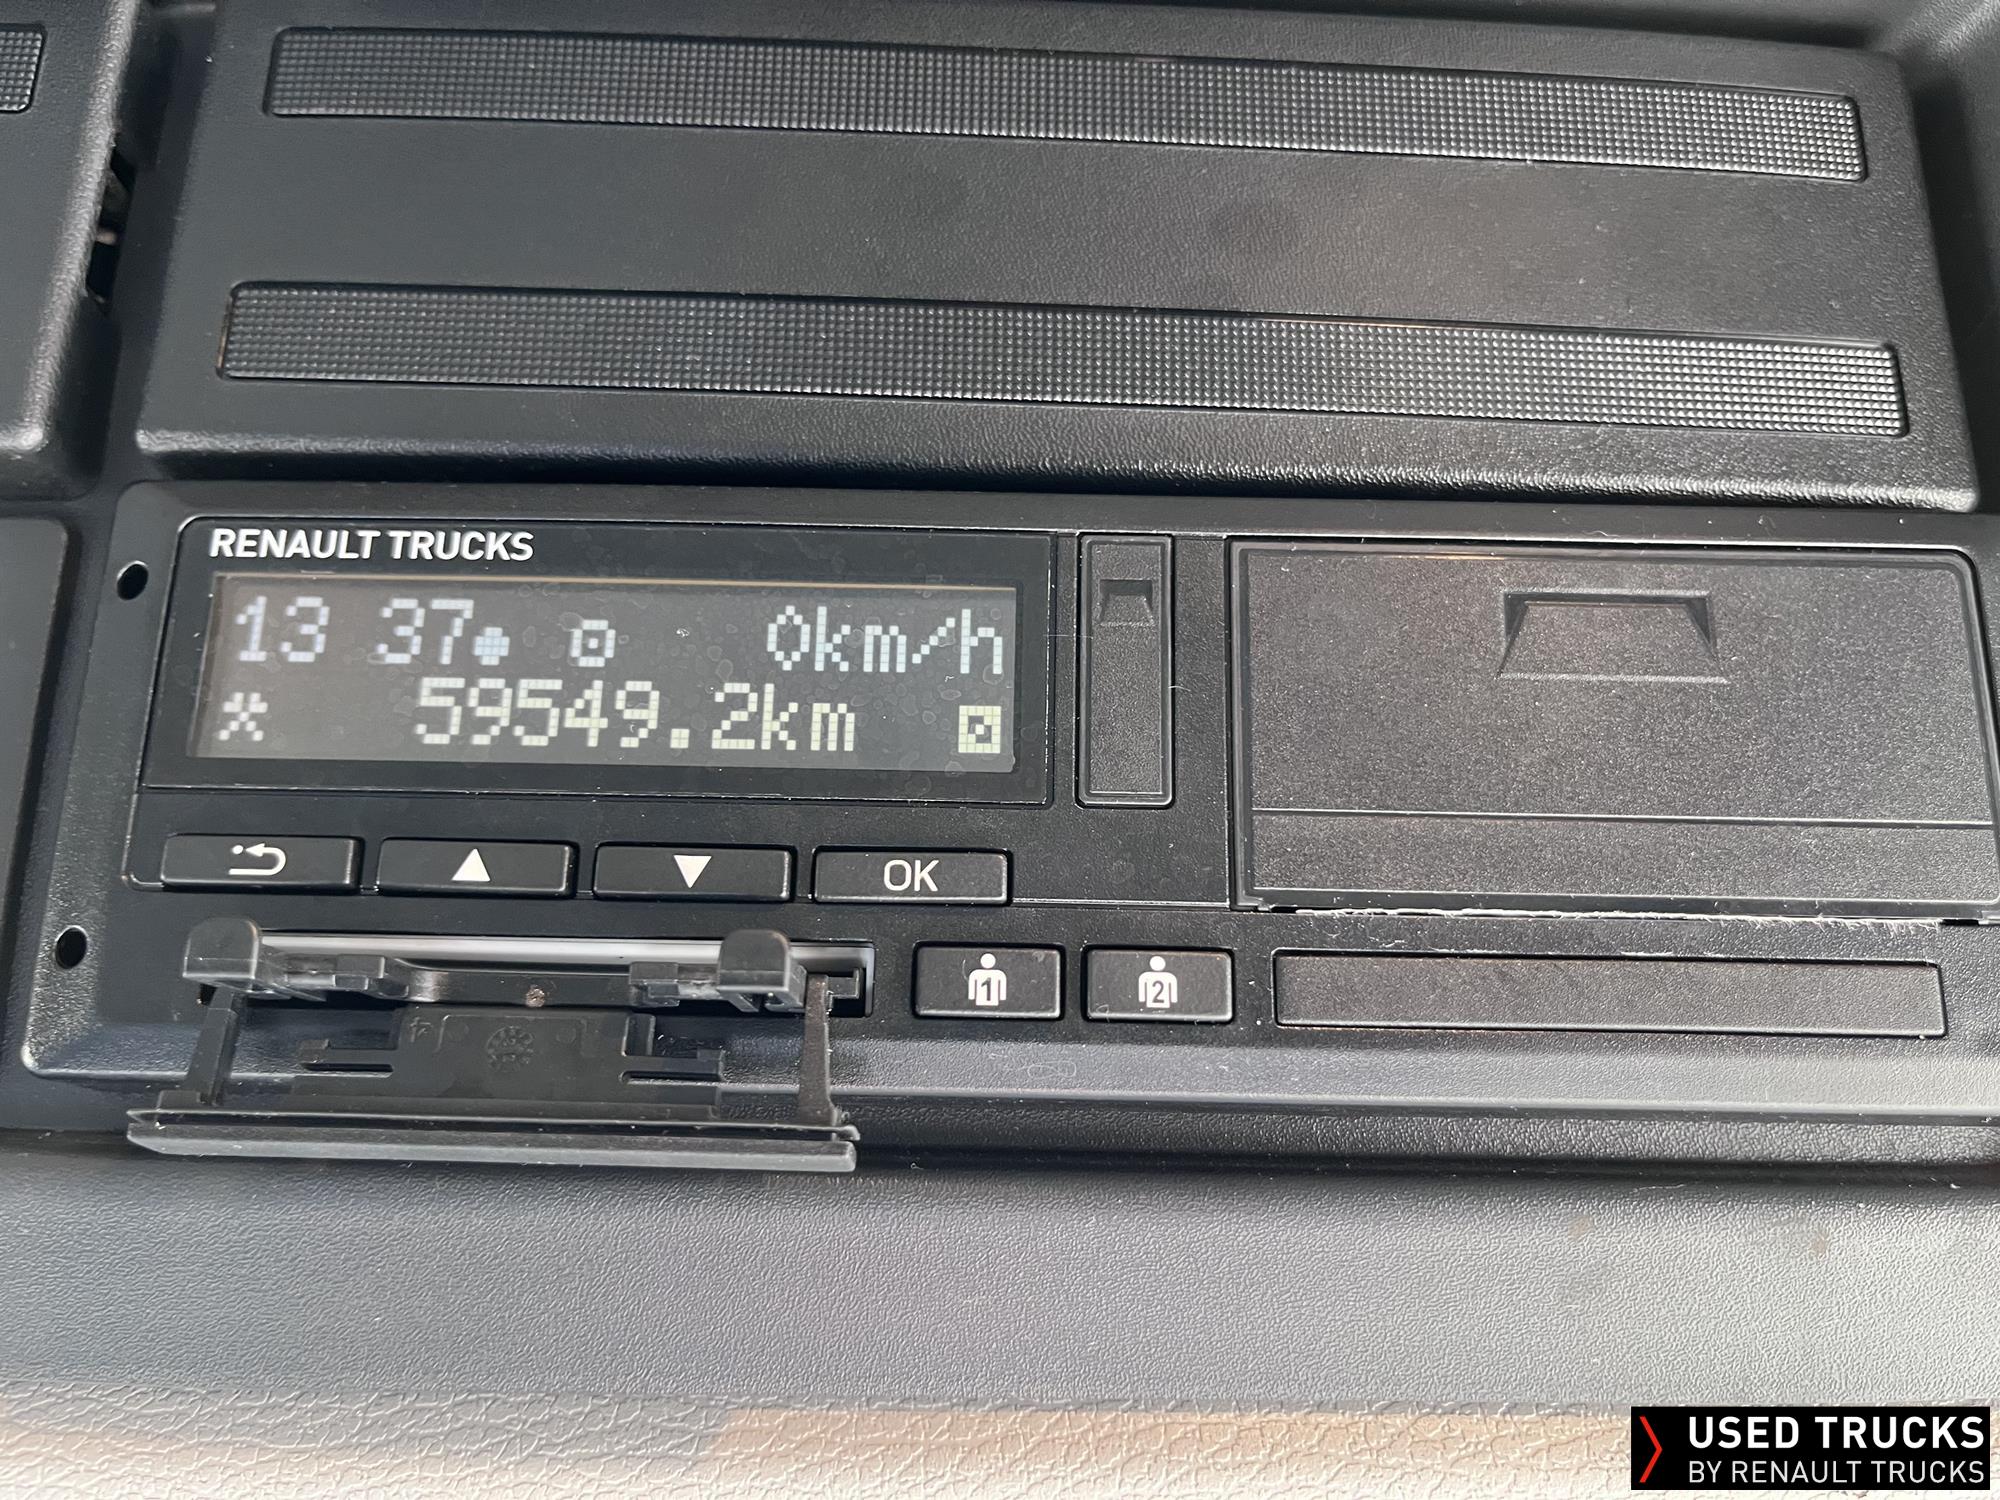 RENAULT TRUCKS
13 37 0km/h
59549.2km
OK
1 2
USED TRUCKS
BY RENAULT TRUCKS